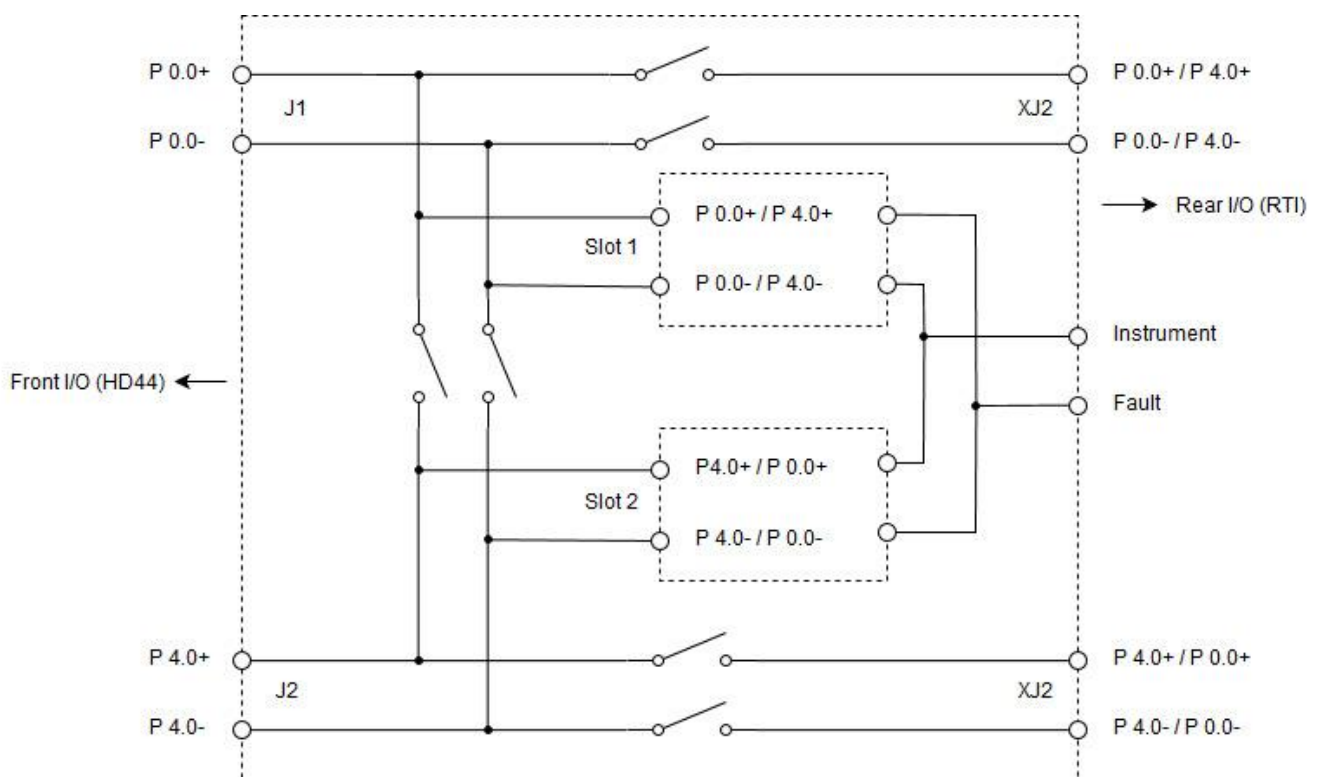 P 0.0+
P 0.0+ / P 4.0+
J1
XJ2
P 0.0-
P 0.0- / P 4.0-
P 0.0+ / P 4.0+
Rear I/O (RTI)
Slot 1
P 0.0- / P 4.0-
Instrument
Front I/O (HD44)
Fault
P4.0+ / P 0.0+
Slot 2
P 4.0- / P 0.0-
P 4.0+
P 4.0+ / P 0.0+
J2
XJ2
P 4.0-
P 4.0- / P 0.0-